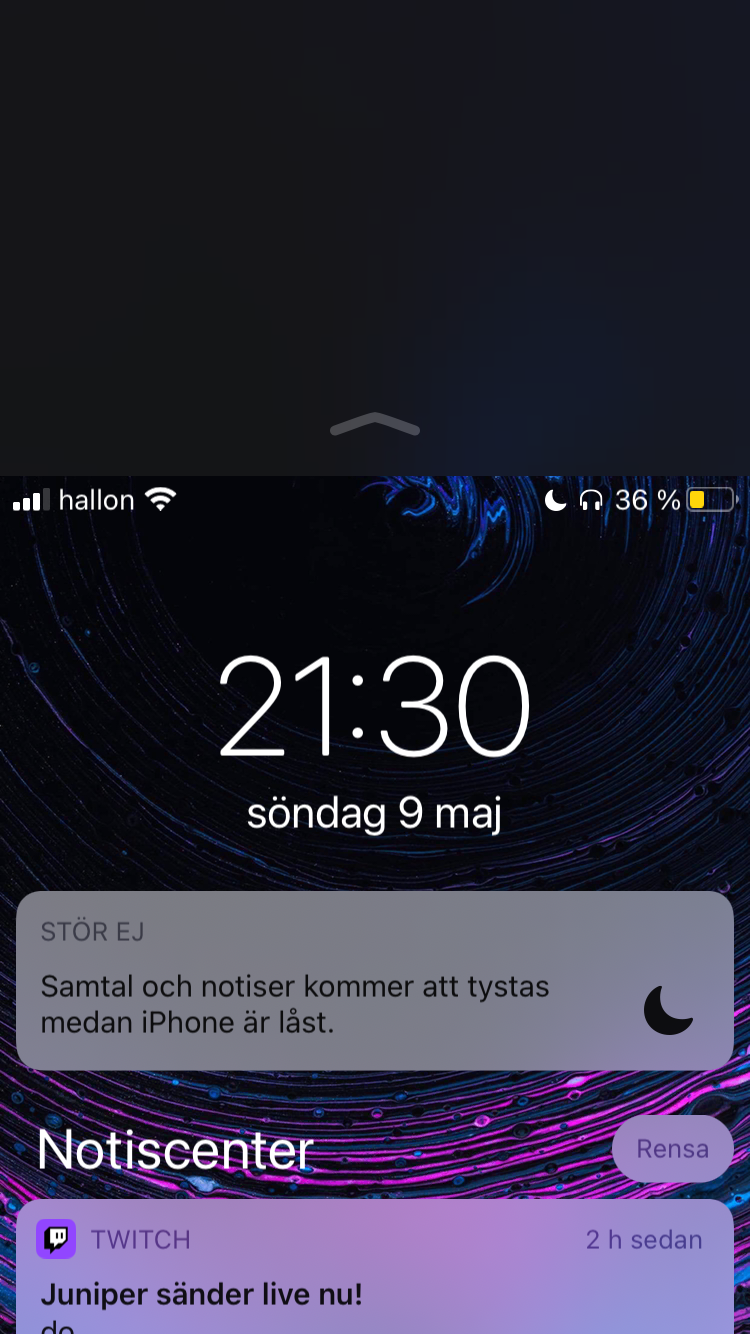 hallon 36 %
21:30
söndag 9 maj
STÖR EJ
Samtal och notiser kommer att tystas
medan iPhone är låst.
Notiscenter Rensa
TWITCH 2 h sedan
Juniper sänder live nu!